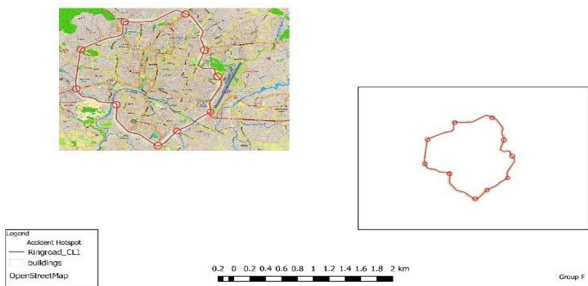 Legend
Accident Hotspot
Ringroad_CL1
buildings
OpenStreetMap
0.2 0 0.2 0.4 0.6 0.8 1 1.2 1.4 1.6 1.8 2 km
Group F